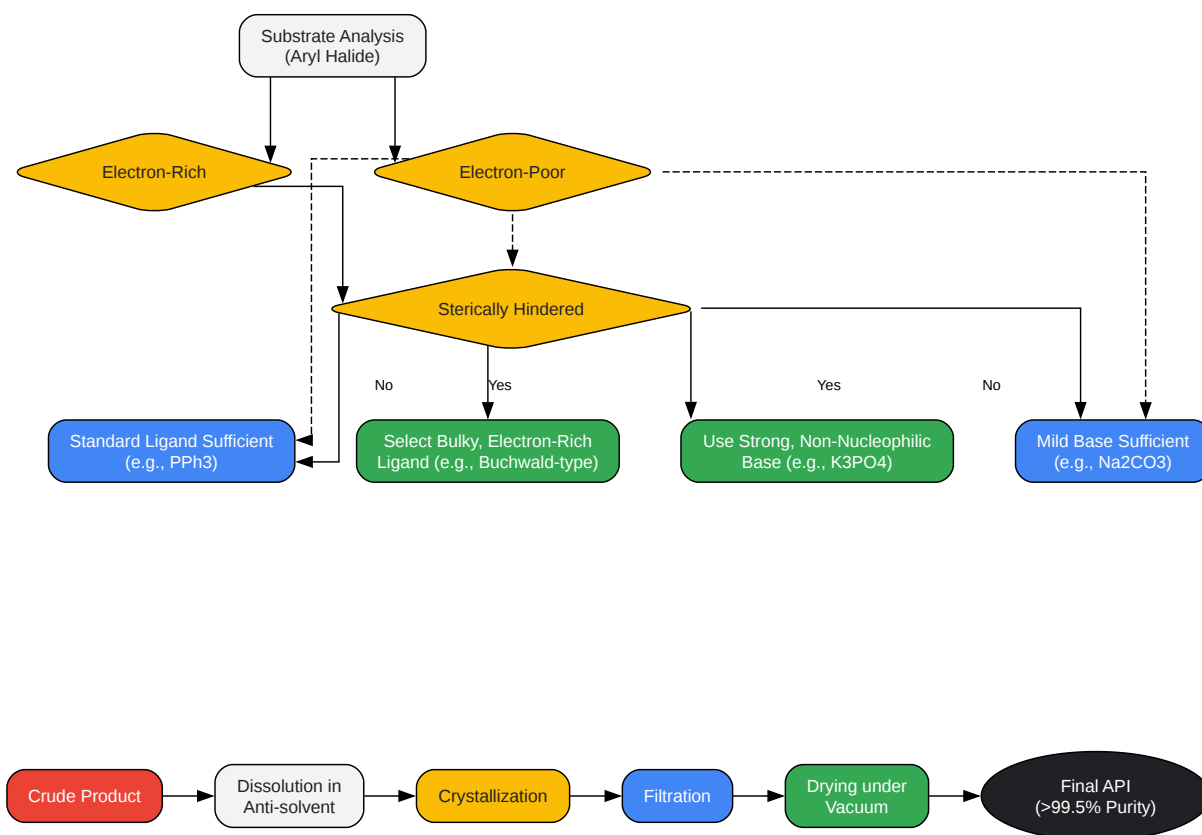 Substrate Analysis
(Aryl Halide)
Electron-Rich
Electron-Poor
Sterically Hindered
No
Yes
Yes
No
Standard Ligand Sufficient
(e.g., PPh3)
Select Bulky, Electron-Rich
Ligand (e.g., Buchwald-type)
Use Strong, Non-Nucleophilic
Base (e.g., K3PO4)
Mild Base Sufficient
(e.g., Na2CO3)
Crude Product
Dissolution in
Anti-solvent
Crystallization
Filtration
Drying under
Vacuum
Final API
(>99.5% Purity)